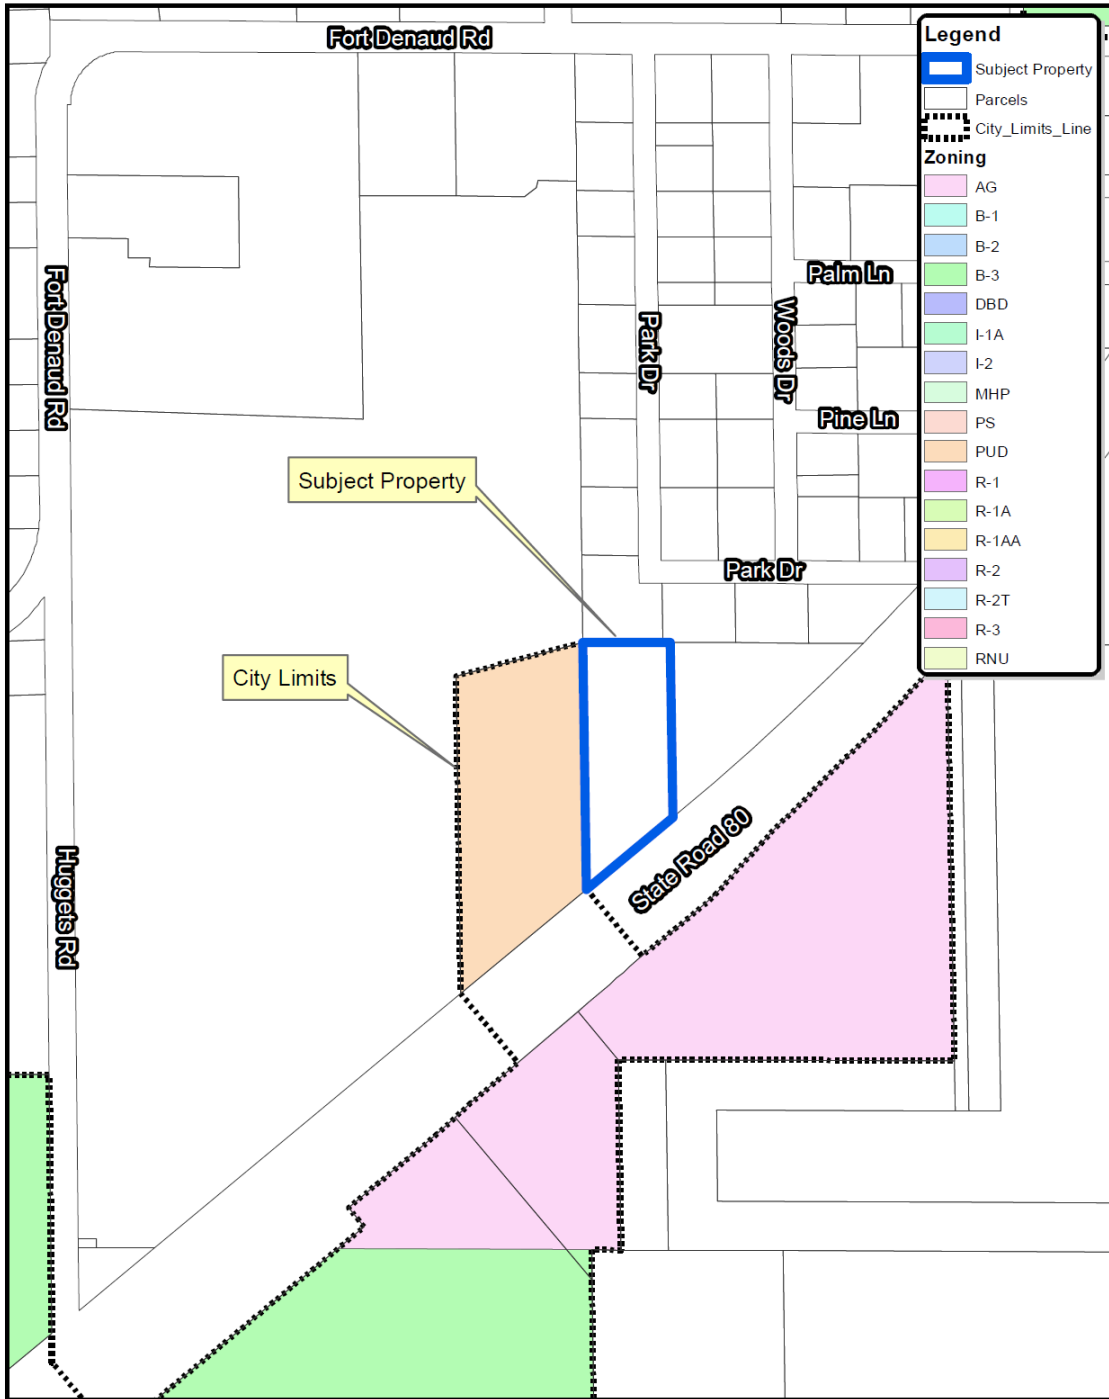 Fort Denaud Rd
Legend
Subject Property
Parcels
City_Limits_Line
Zoning
AG
B-1
B-2
B-3
DBD
I-1A
I-2
MHP
PS
PUD
R-1
R-1A
R-1AA
R-2
R-2T
R-3
RNU
Palm Ln
Fort Denaud Rd
Park Dr
Woods Dr
Pine Ln
Subject Property
Park Dr
City Limits
State Road 80
Huggets Rd